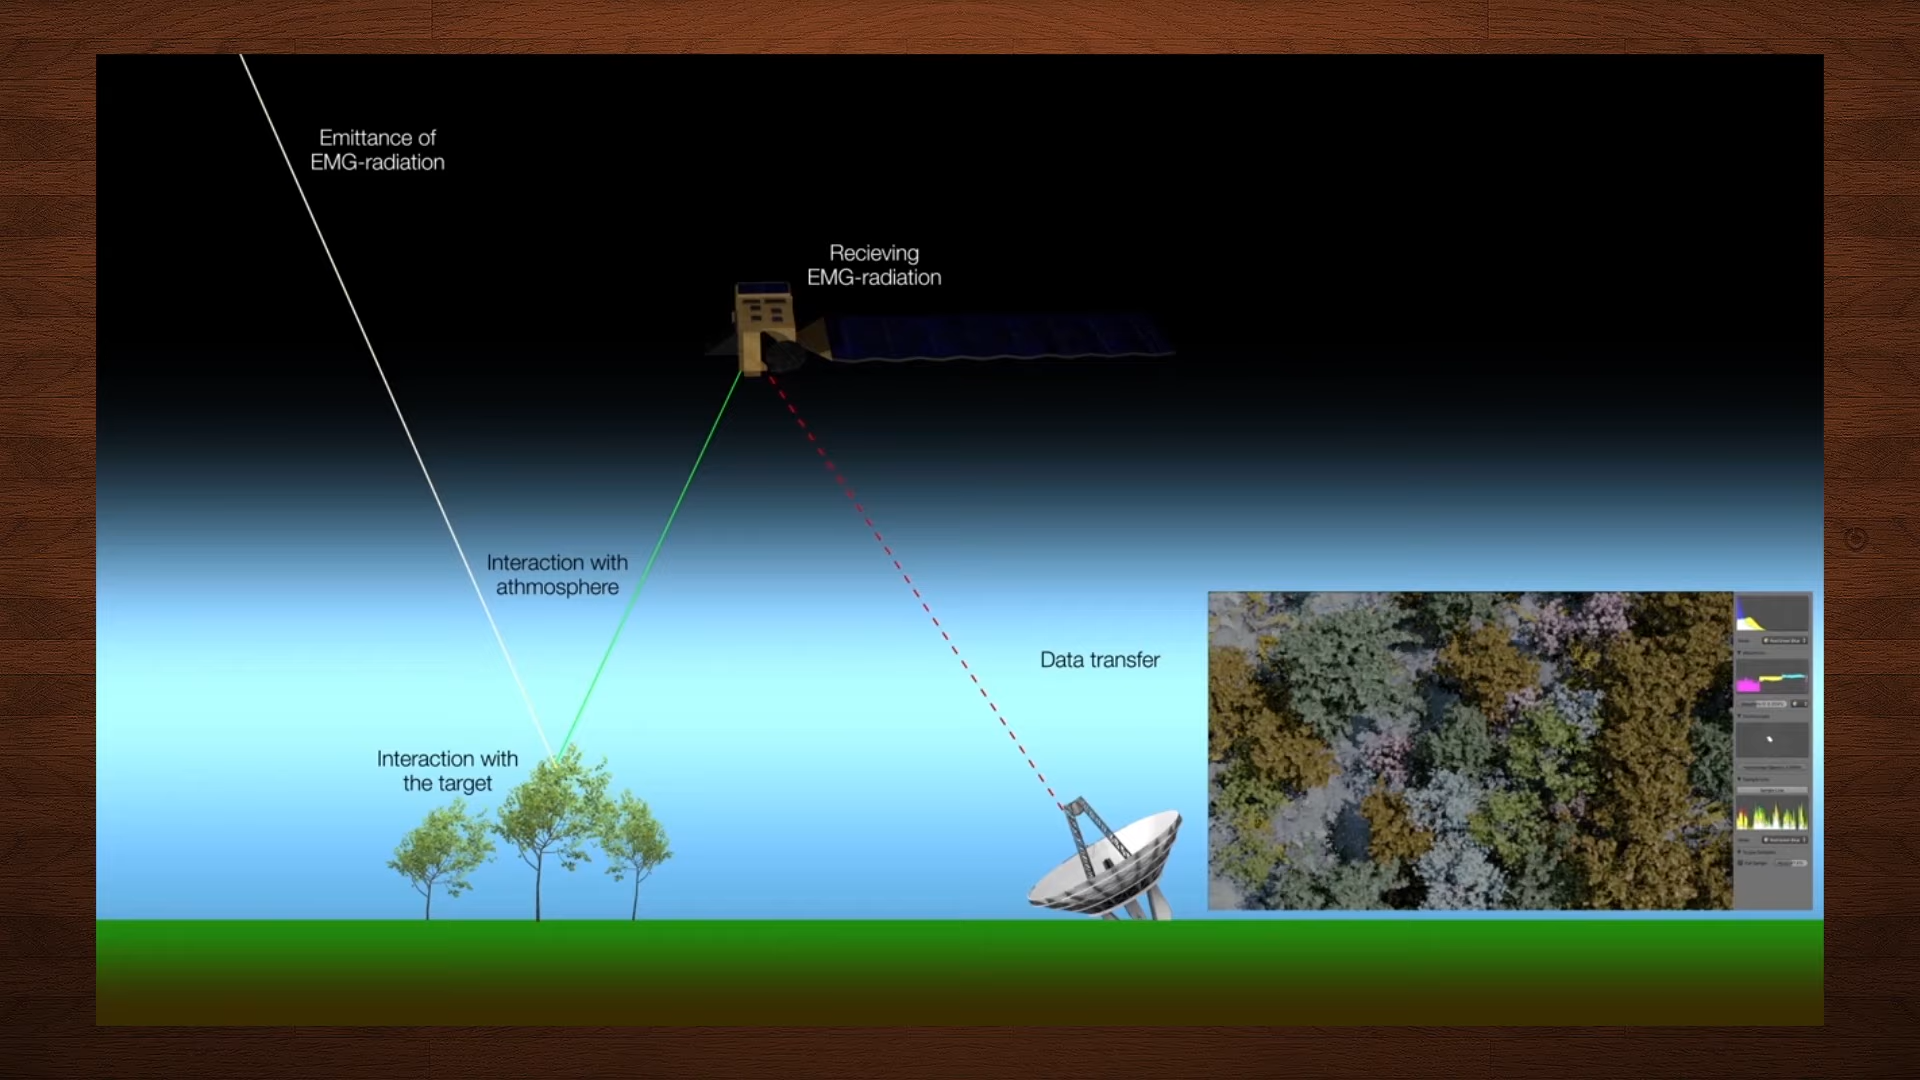 Emittance of
EMG-radiation
Recieving
EMG-radiation
Interaction with
athmosphere
Data transfer
Interaction with
the target